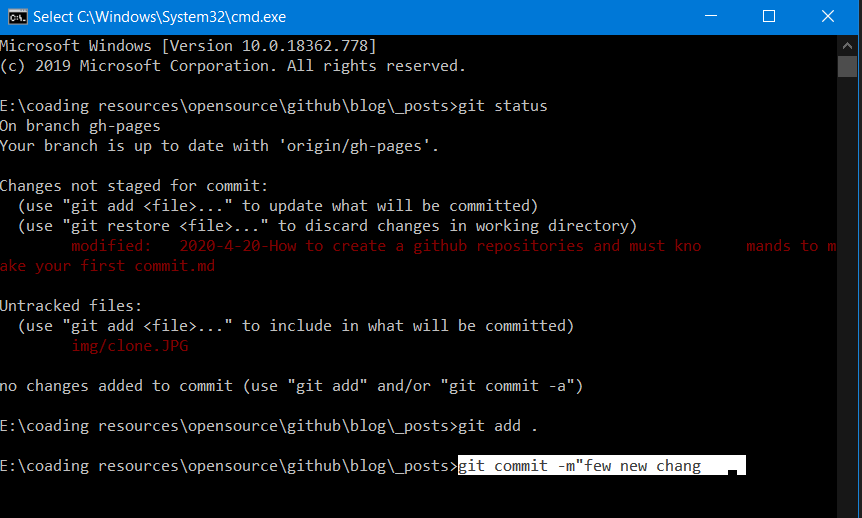 Select C:\Windows\System32\cmd.exe
Microsoft Windows [Version 10.0.18362.778]
(c) 2019 Microsoft Corporation. All rights reserved.
E:\coading resources\opensource\github\blog\_posts>git status
On branch gh-pages
Your branch is up to date with 'origin/gh-pages'.
Changes not staged for commit:
(use "git add <file>..." to update what will be committed)
(use "git restore <file>..." to discard changes in working directory)
modified: 2020-4-20-How to create a github repositories and must kno mands to m
ake your first commit.md
Untracked files:
(use "git add <file>..." to include in what will be committed)
img/clone.JPG
no changes added to commit (use "git add" and/or "git commit -a")
E:\coading resources\opensource\github\blog\_posts>git add .
E:\coading resources\opensource\github\blog\_posts>git commit -m"few new chang